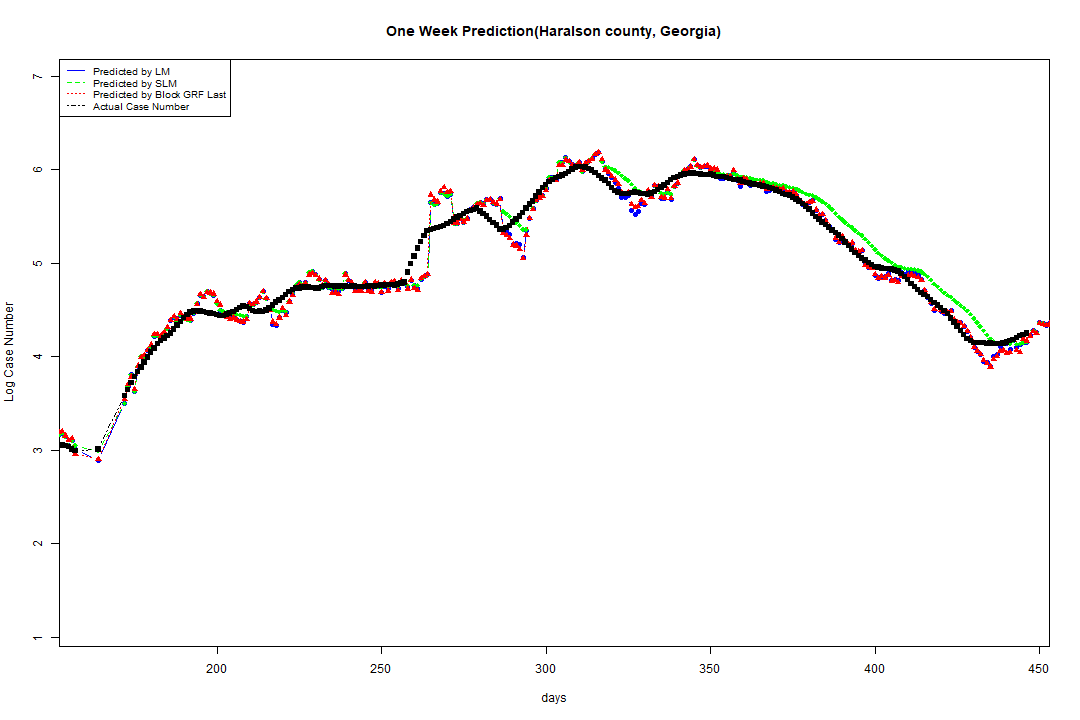 One Week Prediction(Haralson county, Georgia)
Predicted by LM
Predicted by SLM
Predicted by Block GRF Last
Actual Case Number
7
6
5
4
3
2
1
Log Case Number
200 250 300 350 400 450
days